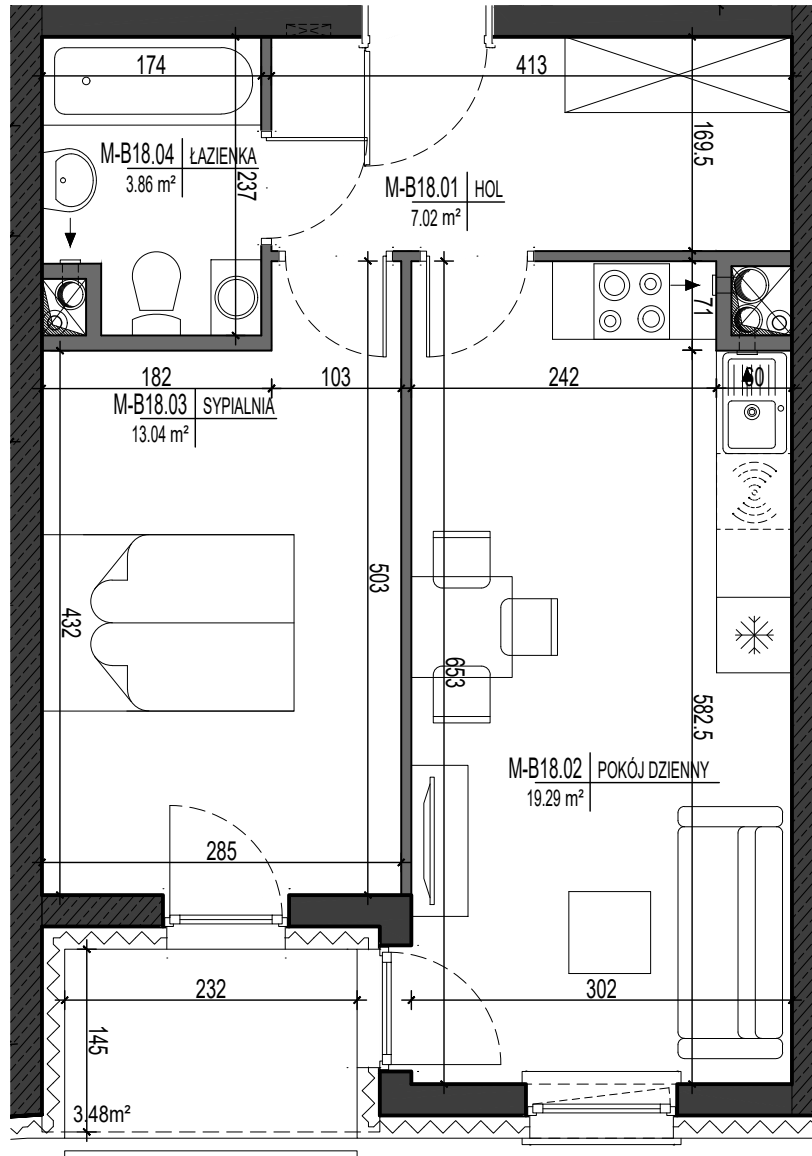 174
413
M-B18.04 ŁAZIENKA
3.86 m²
237
169.5
M-B18.01 HOL
7.02 m²
71
182
103
242
60
M-B18.03 SYPIALNIA
13.04 m²
503
432
653
582.5
M-B18.02 POKÓJ DZIENNY
19.29 m²
285
232
302
145
3.48m²